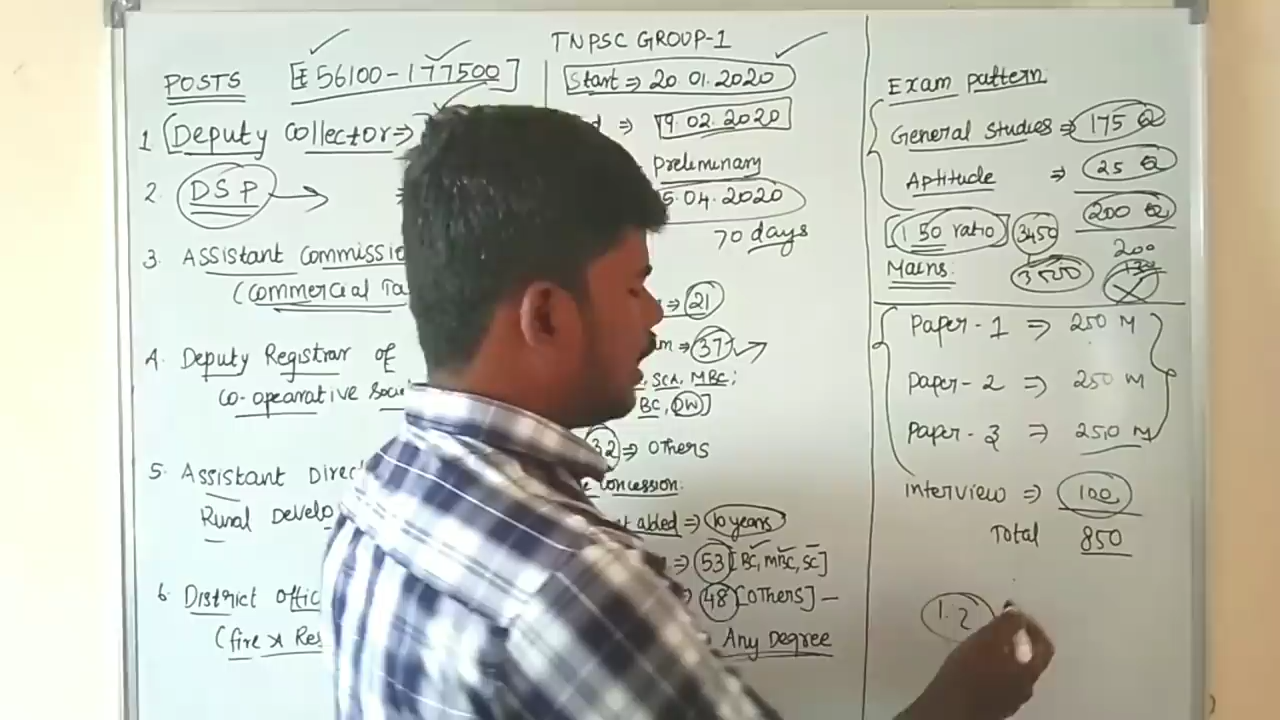 TNPSC GROUP-1
POSTS [₹ 56100-177500]
1 [Deputy Collector⇒
2. DSP →
3. Assistant Commissio
(Commercial Ta
4. Deputy Registrar of
Co-opearative Socie
5. Assistant Direc
Rural Develo
6. District Offic
(fire & Res
Start ⇒ 20.01.2020
d ⇒ 19.02.2020
Preliminary
5.04.2020
70 days
⇒ 21
m ⇒ 37 →
, SCA, MBC;
BC, DW)]
32 ⇒ Others
Concession:
abled ⇒ 10 years
⇒ 53 [BC, MBC, SC]
48 [Others] —
Any Degree
Exam pattern
General Studies ⇒ 175 Q
Aptitude ⇒ 25 Q
200 Q
1 50 ratio 3450 200
Mains: 3500
Paper-1 ⇒ 250 M
Paper-2 ⇒ 250 M
Paper-3 ⇒ 250 M
interview ⇒ 100
Total 850
1.2